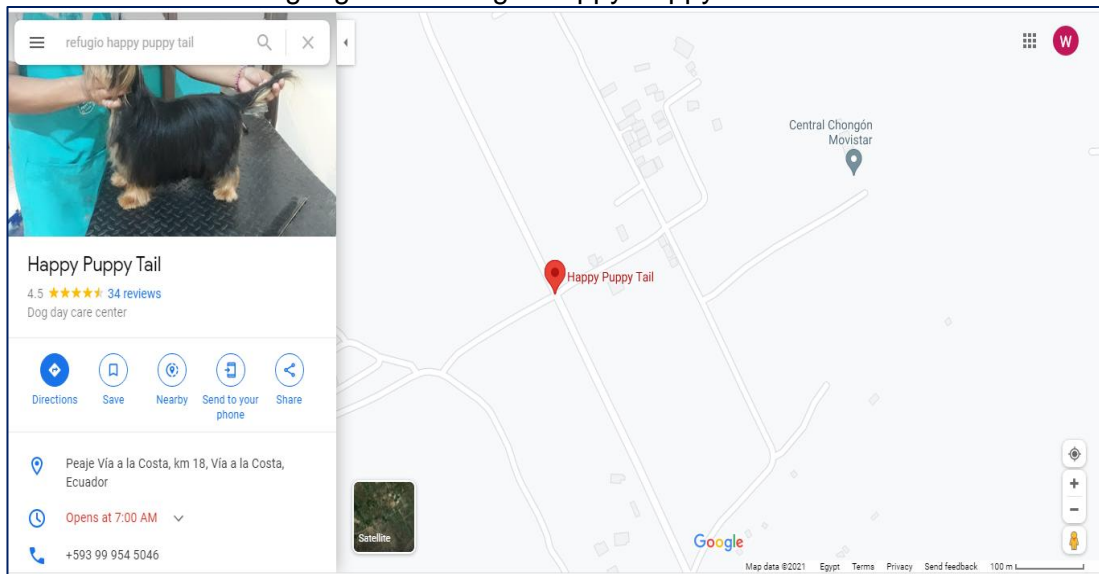 refugio happy puppy tail
W
Central Chongón
Movistar
Happy Puppy Tail
Happy Puppy Tail
4.5
34 reviews
Dog day care center
Directions
Save
Nearby
Send to your
phone
Share
Peaje Vía a la Costa, km 18, Vía a la Costa,
Ecuador
Opens at 7:00 AM
+593 99 954 5046
Satellite
Google
Map data ©2021 Egypt Terms Privacy Send feedback 100 m